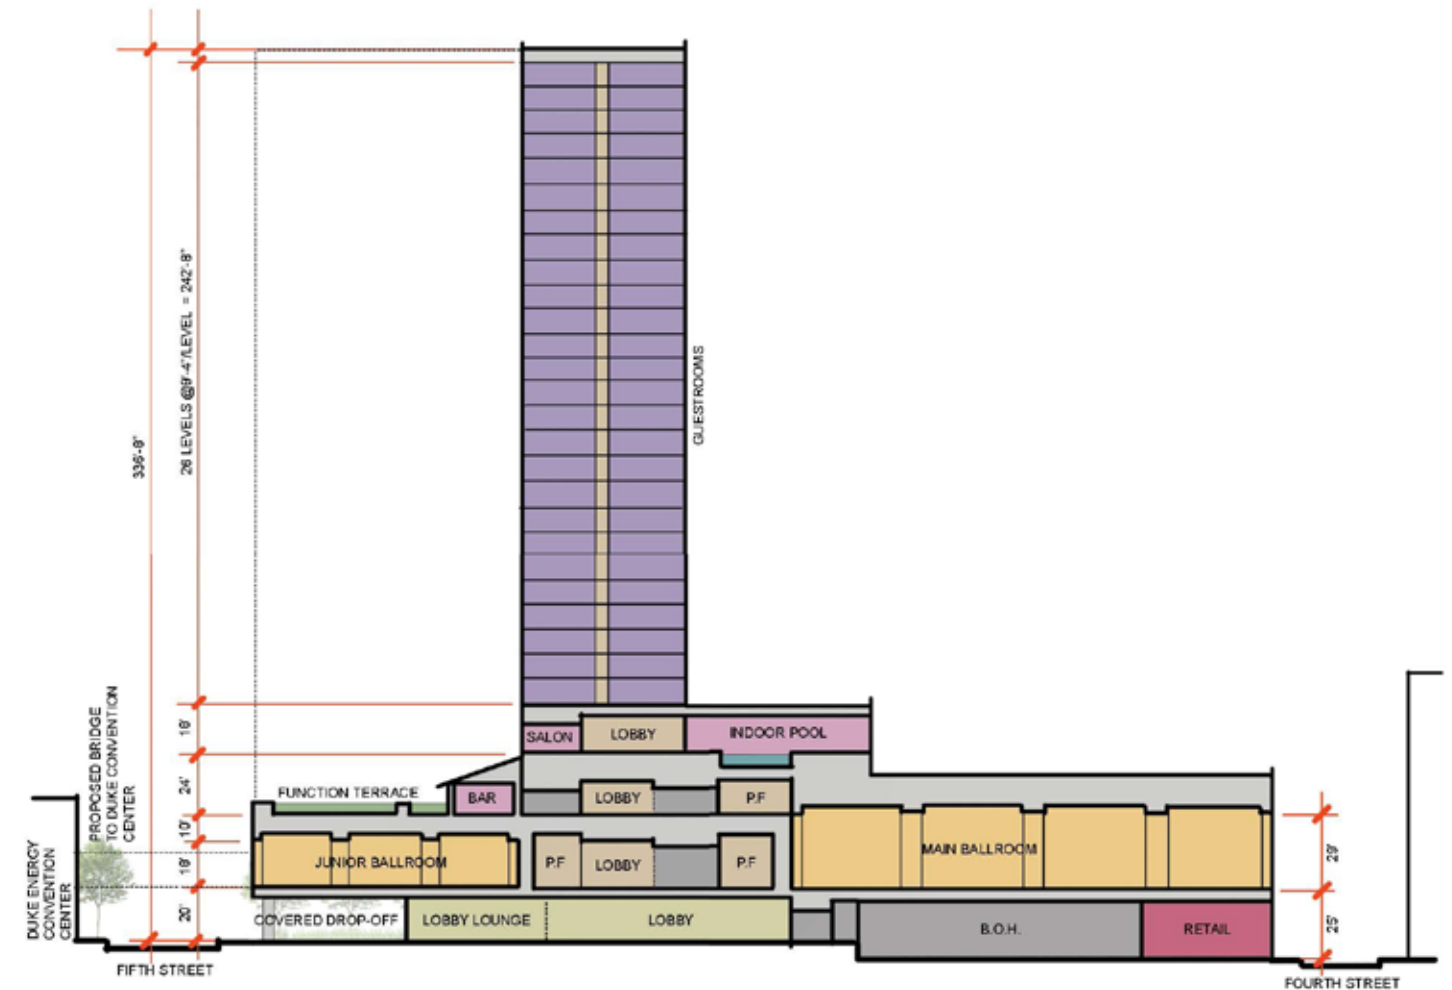 336'-8"
26 LEVELS @9'-4"/LEVEL = 242'-8"
GUESTROOMS
18'
24'
10'
18'
20'
PROPOSED BRIDGE
TO DUKE CONVENTION
CENTER
DUKE ENERGY
CONVENTION
CENTER
SALON
LOBBY
INDOOR POOL
FUNCTION TERRACE
BAR
LOBBY
P.F
JUNIOR BALLROOM
P.F
LOBBY
P.F
MAIN BALLROOM
29'
COVERED DROP-OFF
LOBBY LOUNGE
LOBBY
B.O.H.
RETAIL
25'
FIFTH STREET
FOURTH STREET